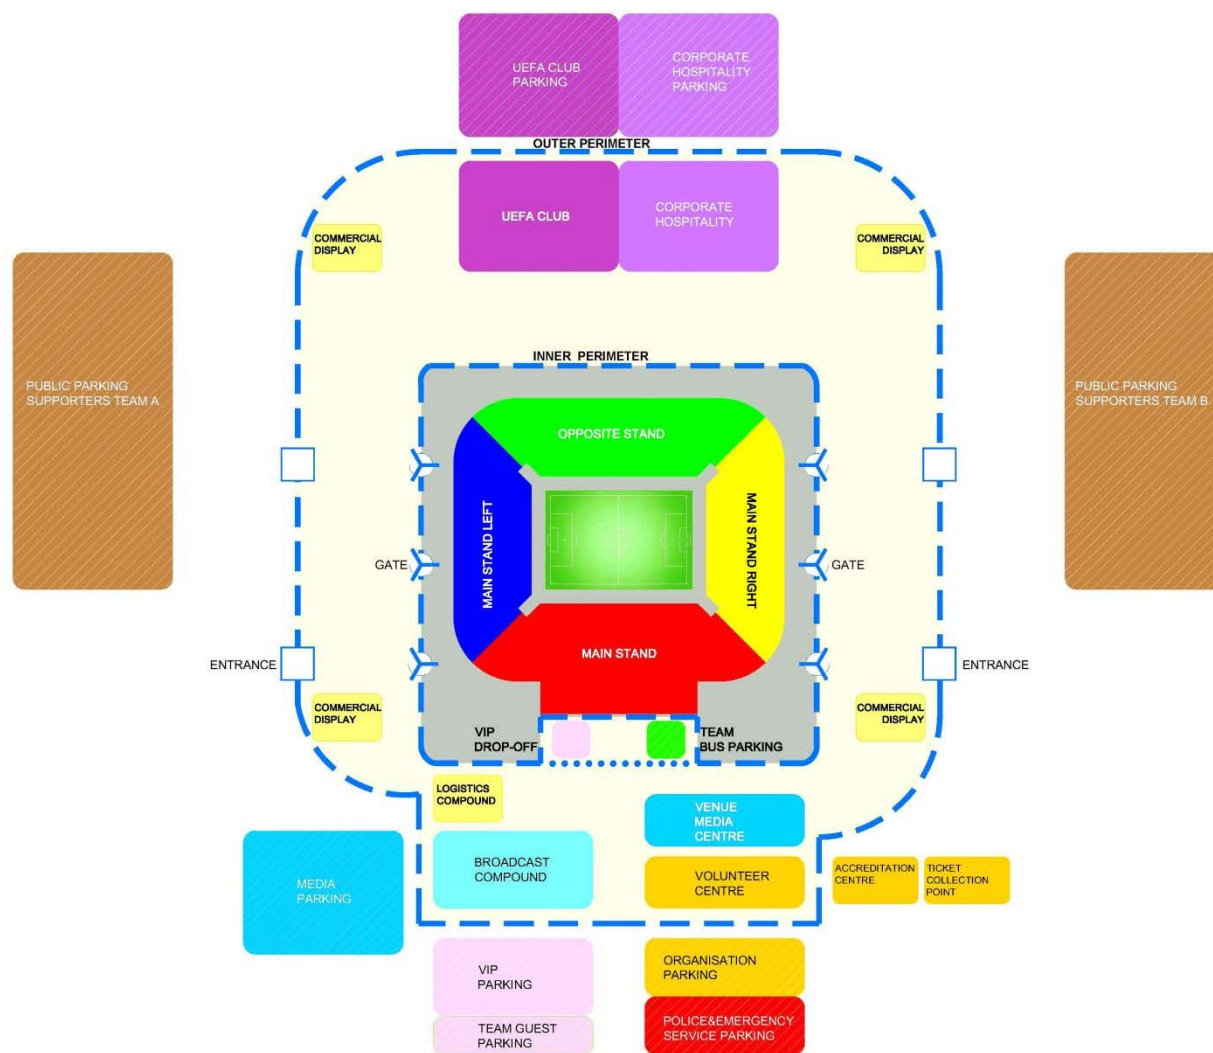 UEFA CLUB
PARKING
CORPORATE
HOSPITALITY
PARKING
OUTER PERIMETER
UEFA CLUB
CORPORATE
HOSPITALITY
COMMERCIAL
DISPLAY
COMMERCIAL
DISPLAY
PUBLIC PARKING
SUPPORTERS TEAM A
INNER PERIMETER
PUBLIC PARKING
SUPPORTERS TEAM B
OPPOSITE STAND
MAIN STAND LEFT
MAIN STAND RIGHT
GATE
GATE
MAIN STAND
ENTRANCE
ENTRANCE
COMMERCIAL
DISPLAY
COMMERCIAL
DISPLAY
VIP
DROP-OFF
TEAM
BUS PARKING
LOGISTICS
COMPOUND
VENUE
MEDIA
CENTRE
BROADCAST
COMPOUND
VOLUNTEER
CENTRE
ACCREDITATION
CENTRE
TICKET
COLLECTION
POINT
MEDIA
PARKING
VIP
PARKING
ORGANISATION
PARKING
TEAM GUEST
PARKING
POLICE&EMERGENCY
SERVICE PARKING